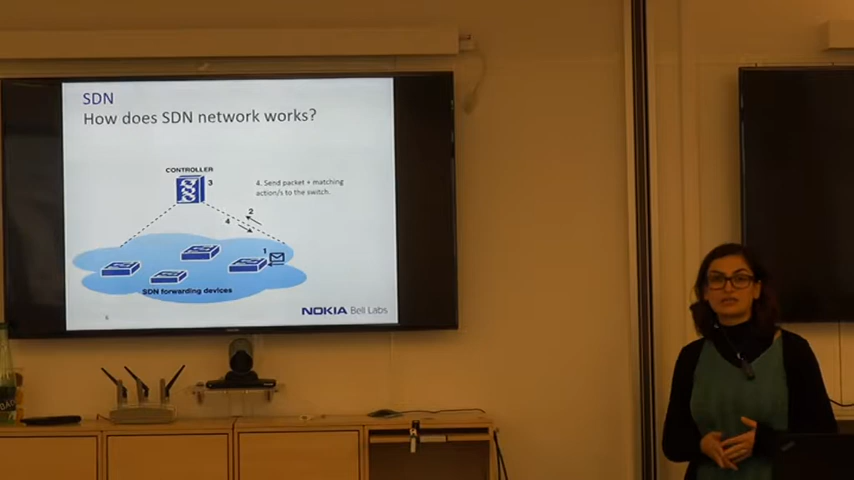 SDN
How does SDN network works?
CONTROLLER
3
4. Send packet + matching
action/s to the switch.
2
4
1
SDN forwarding devices
6
NOKIA Bell Labs